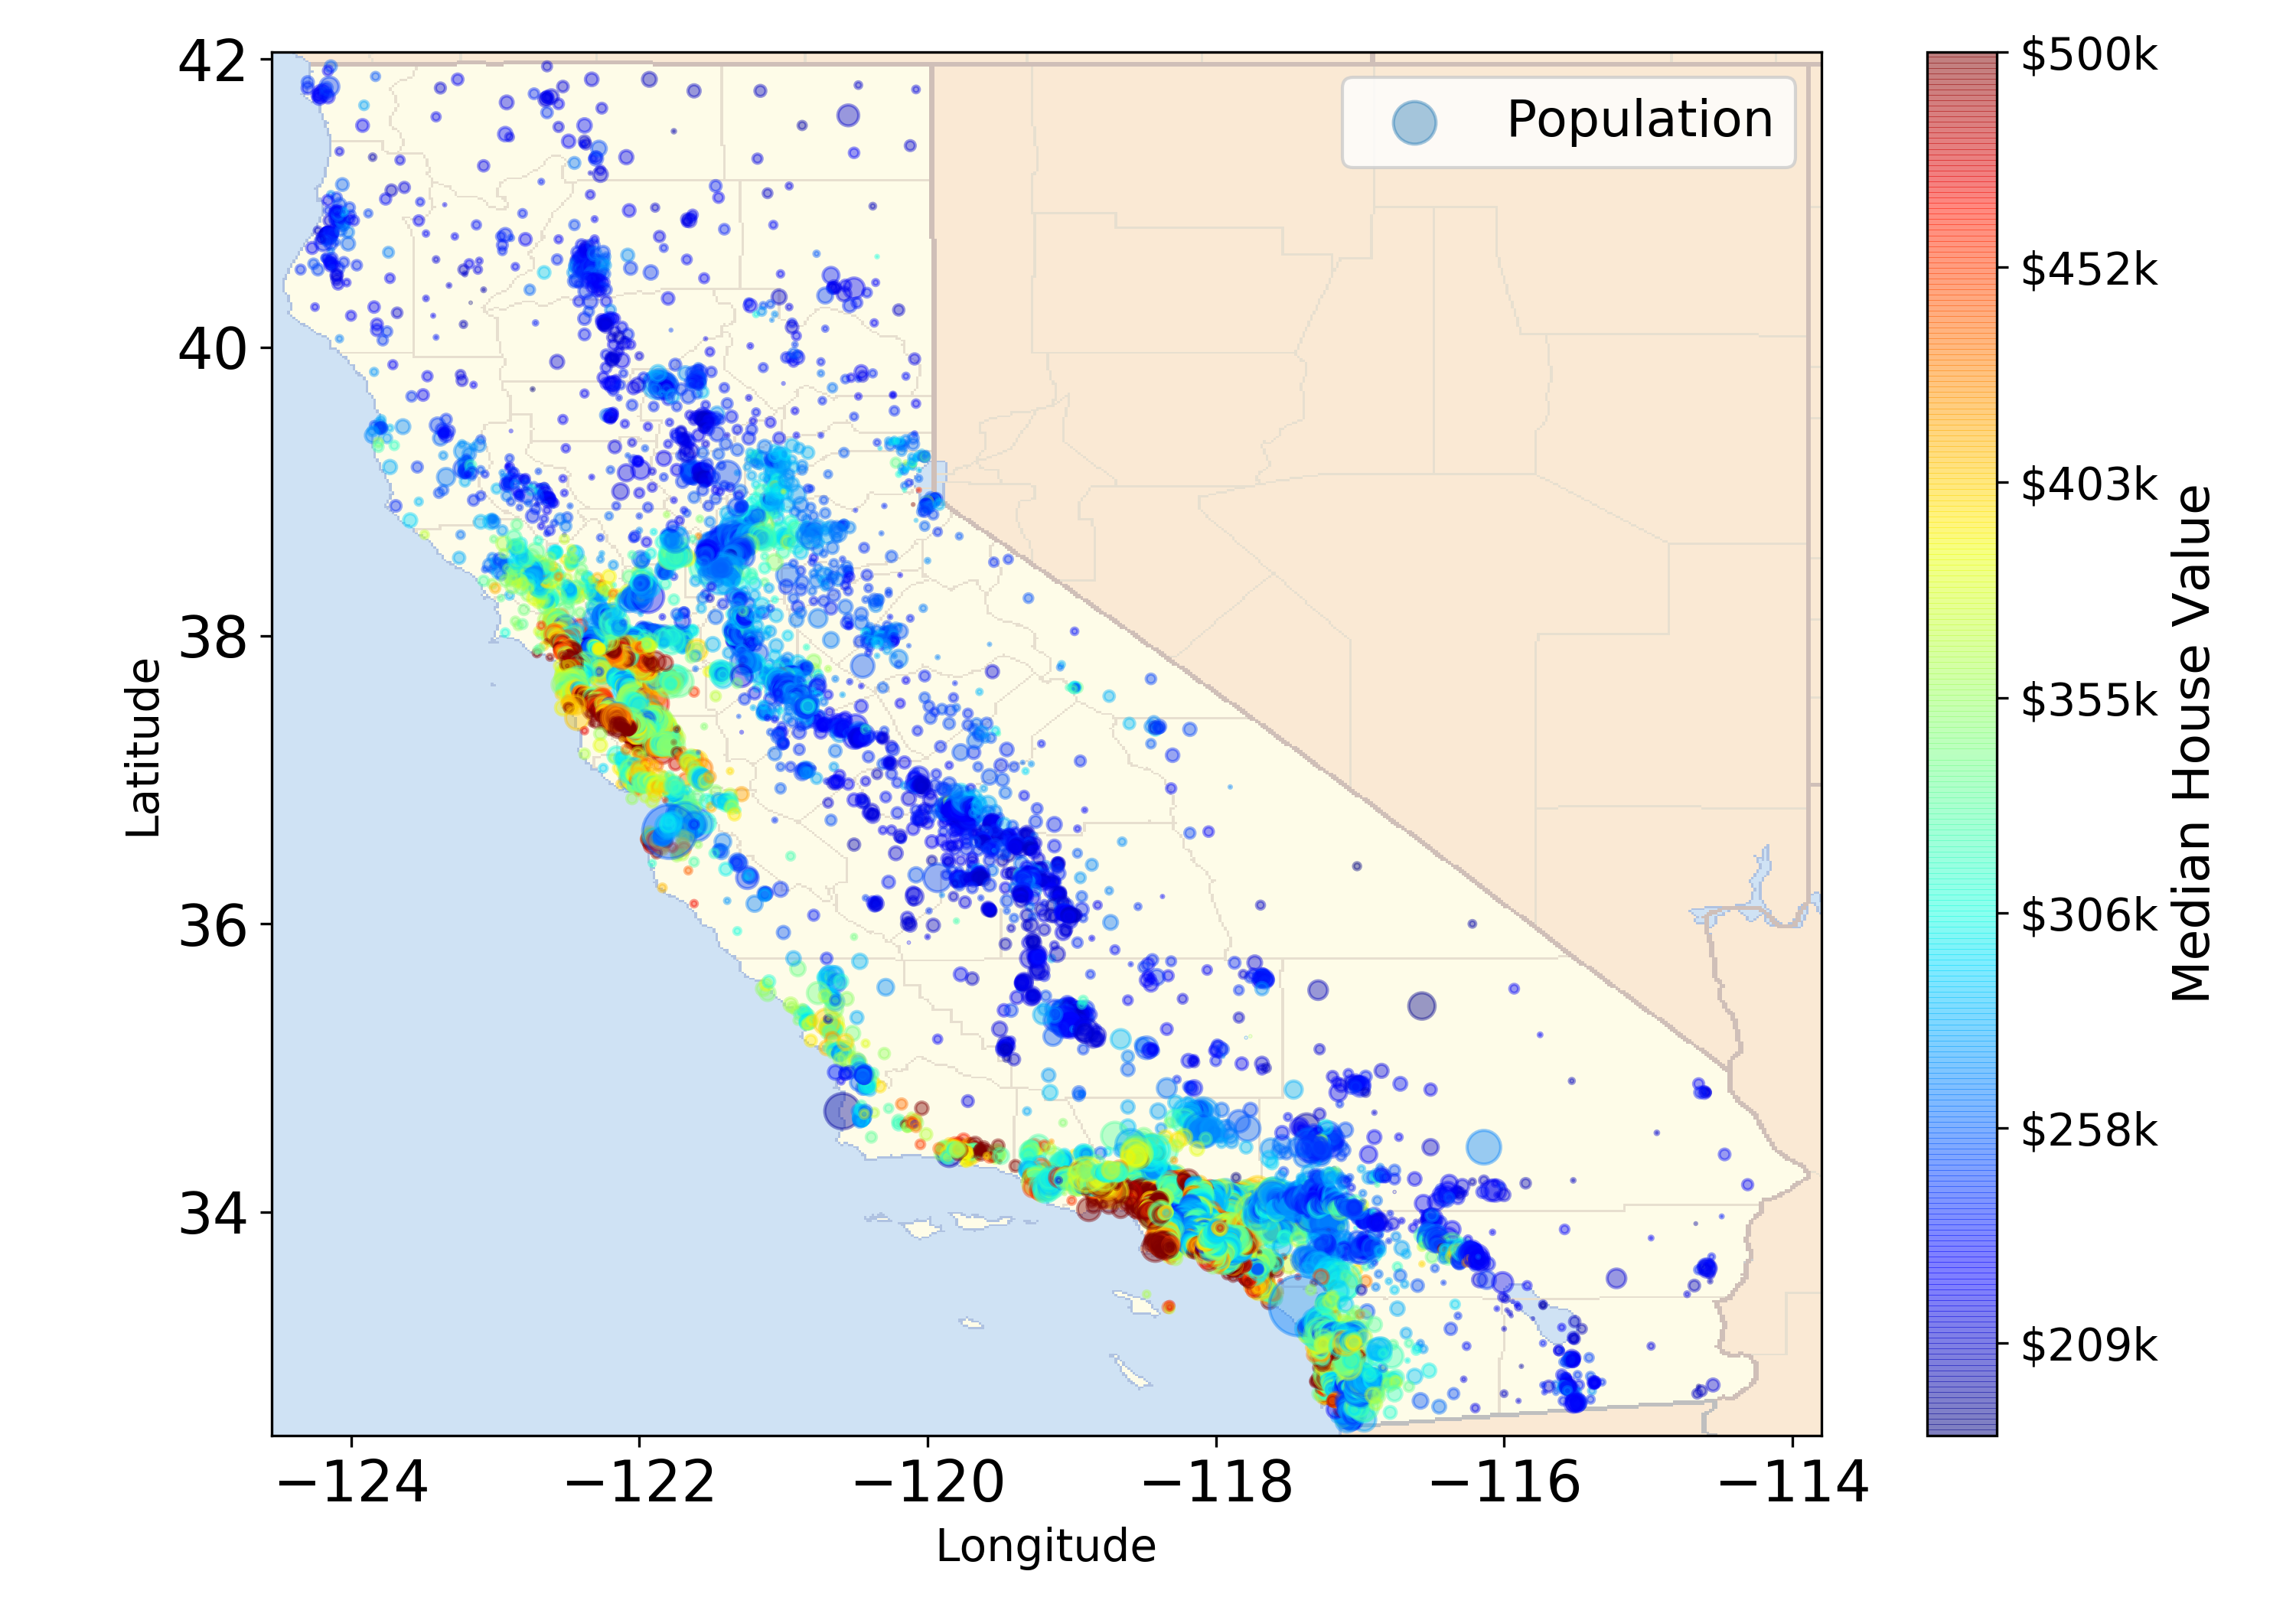 Population
42
40
38
36
34
Latitude
−124
−122
−120
−118
−116
−114
Longitude
$500k
$452k
$403k
$355k
$306k
$258k
$209k
Median House Value